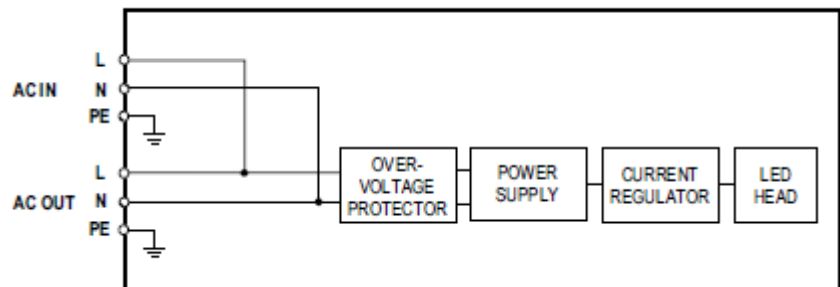 L
AC IN N
PE
L
AC OUT N
PE
OVER-
VOLTAGE
PROTECTOR
POWER
SUPPLY
CURRENT
REGULATOR
LED
HEAD